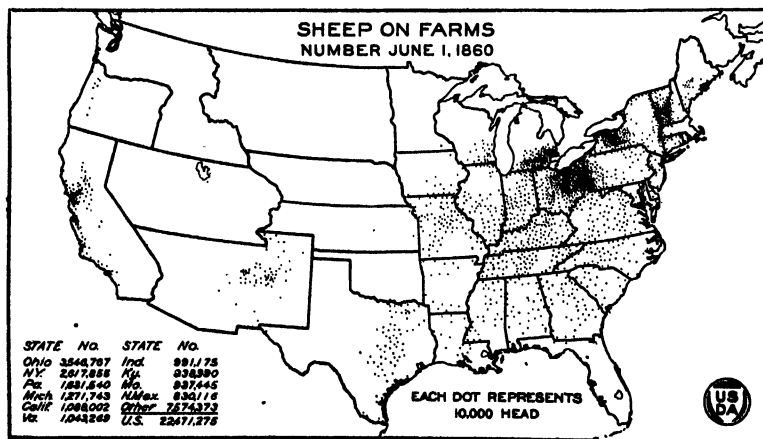 SHEEP ON FARMS
NUMBER JUNE 1, 1860
STATE No. STATE No.
Ohio 3,546,767 Ind. 991,175
N.Y. 2,617,855 Ky. 938,990
Pa. 1,631,540 Mo. 937,445
Mich. 1,271,743 N.Mex. 830,116
Calif. 1,088,002 Other 7,574,373
Va. 1,043,269 U.S. 22,471,275
EACH DOT REPRESENTS
10,000 HEAD
US
DA